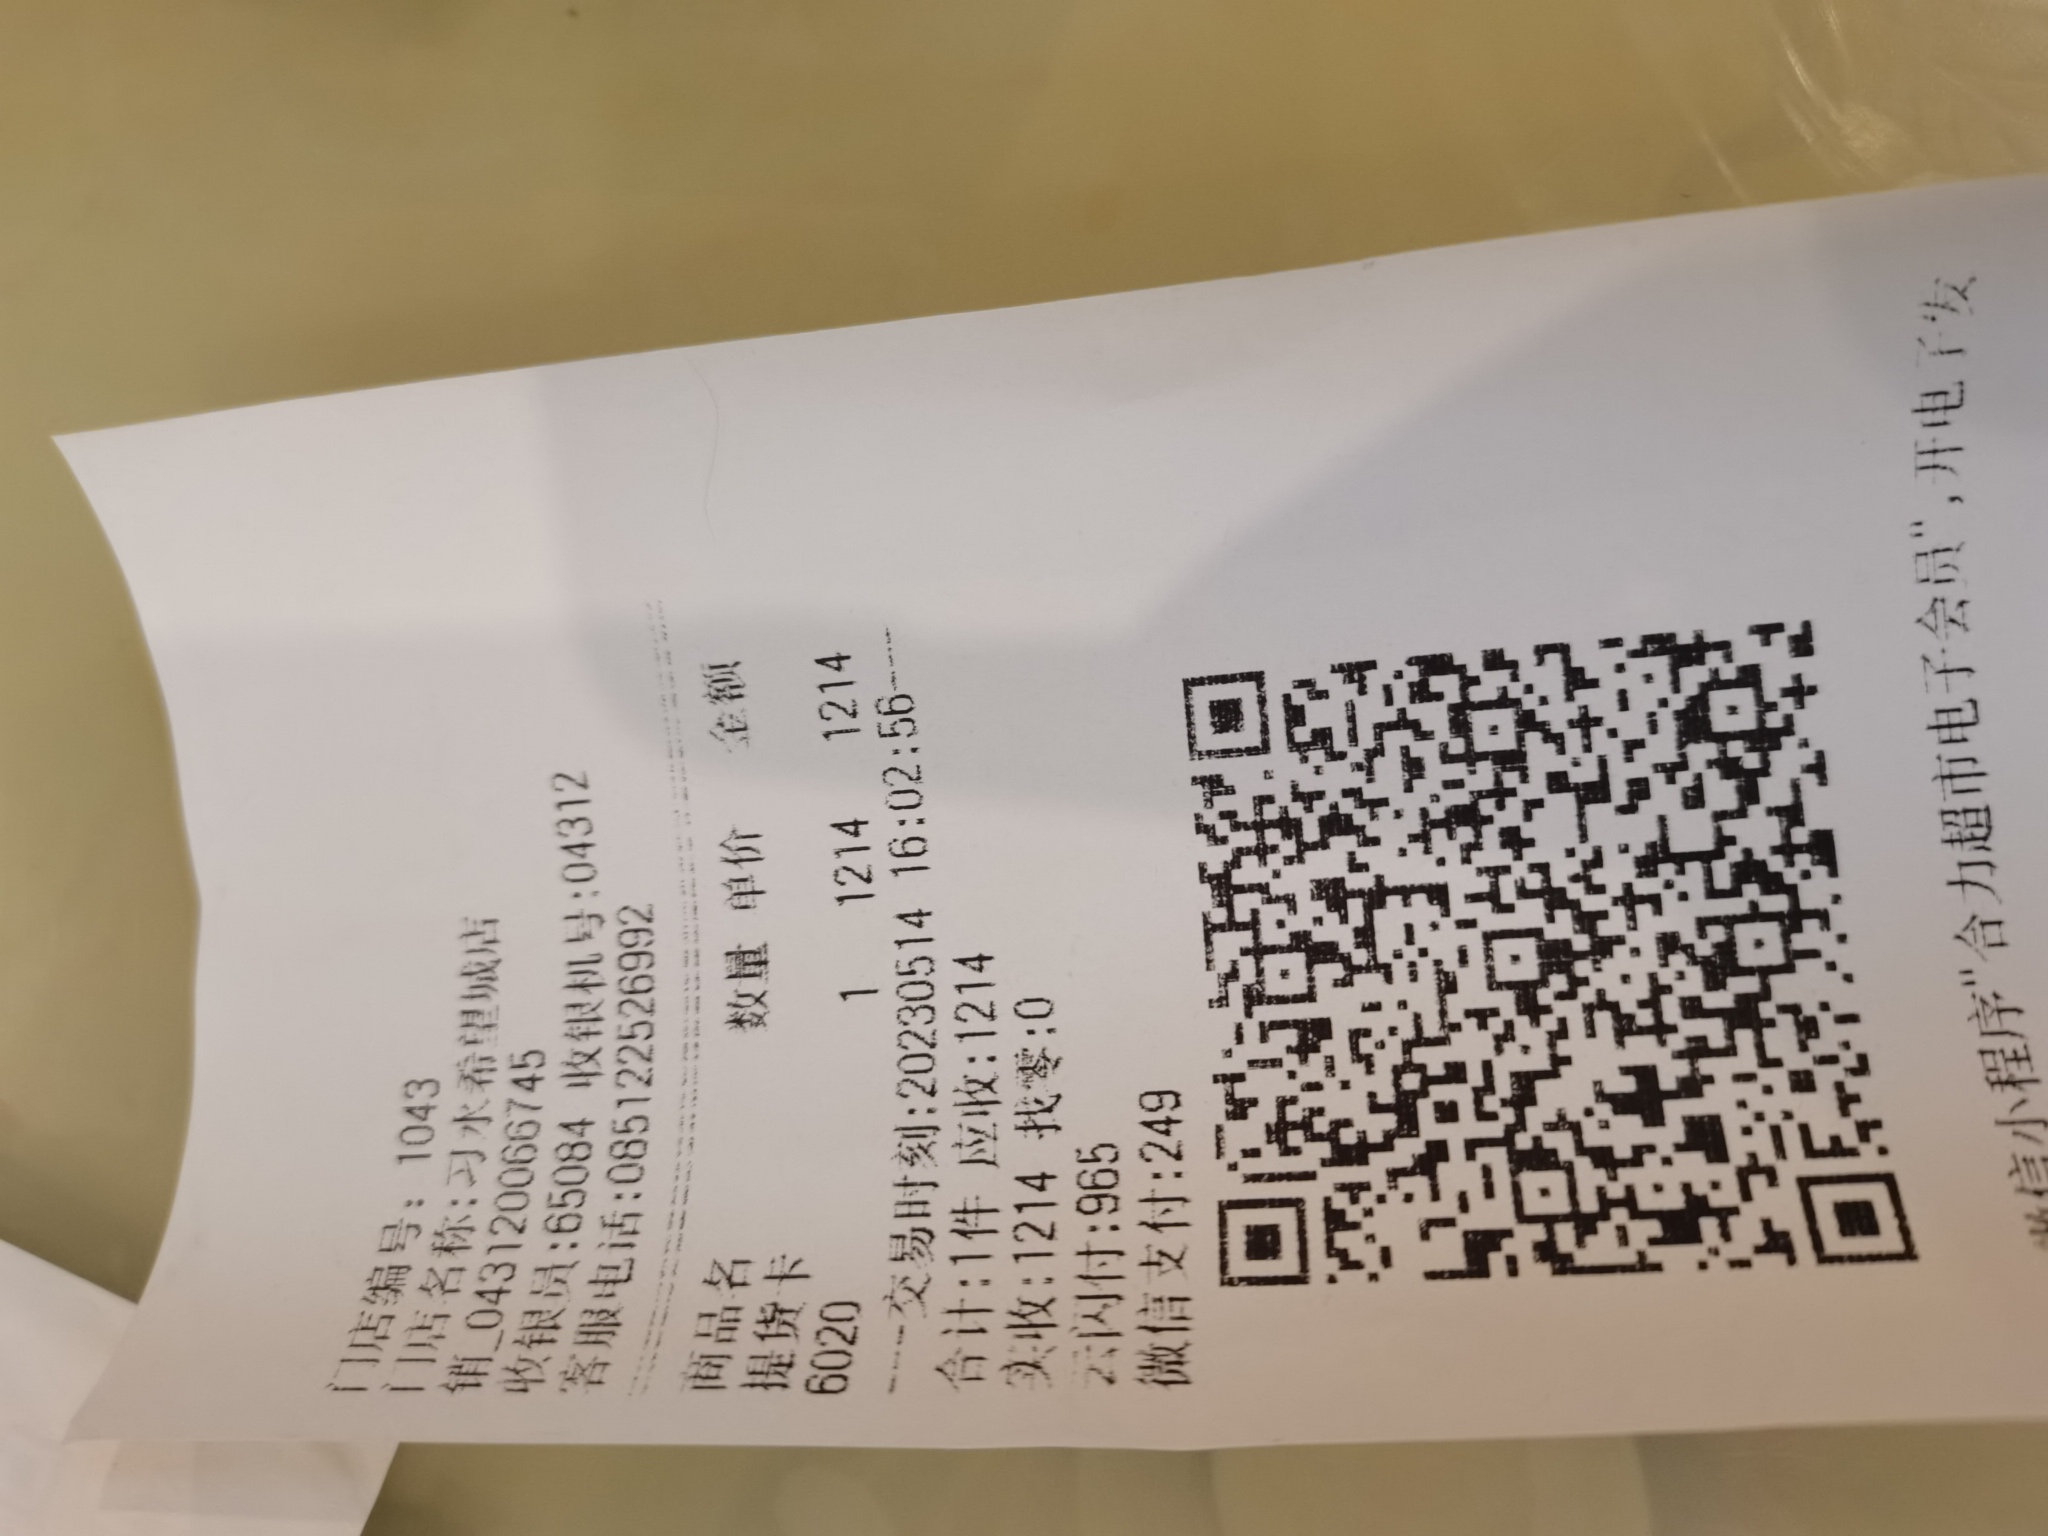 门店编号: 1043
门店名称:习水希望城店
销_043120066745
收银员:65084 收银机号:04312
客服电话:085122526992
商品名 数量 单价 金额
提货卡
6020 1 1214 1214
----交易时刻:20230514 16:02:56----
合计:1件 应收:1214
实收:1214 找零:0
云闪付:965
微信支付:249
微信小程序"合力超市电子会员",开电子发